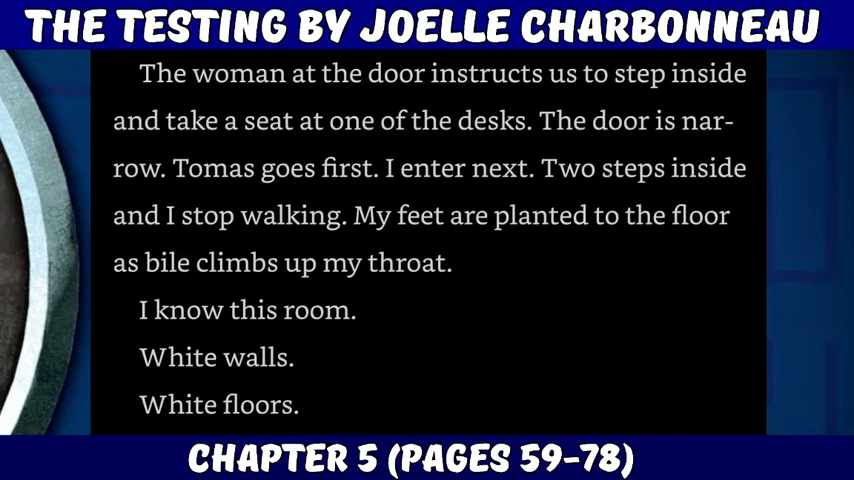 THE TESTING BY JOELLE CHARBONNEAU
The woman at the door instructs us to step inside
and take a seat at one of the desks. The door is nar-
row. Tomas goes first. I enter next. Two steps inside
and I stop walking. My feet are planted to the floor
as bile climbs up my throat.
I know this room.
White walls.
White floors.
CHAPTER 5 (PAGES 59-78)